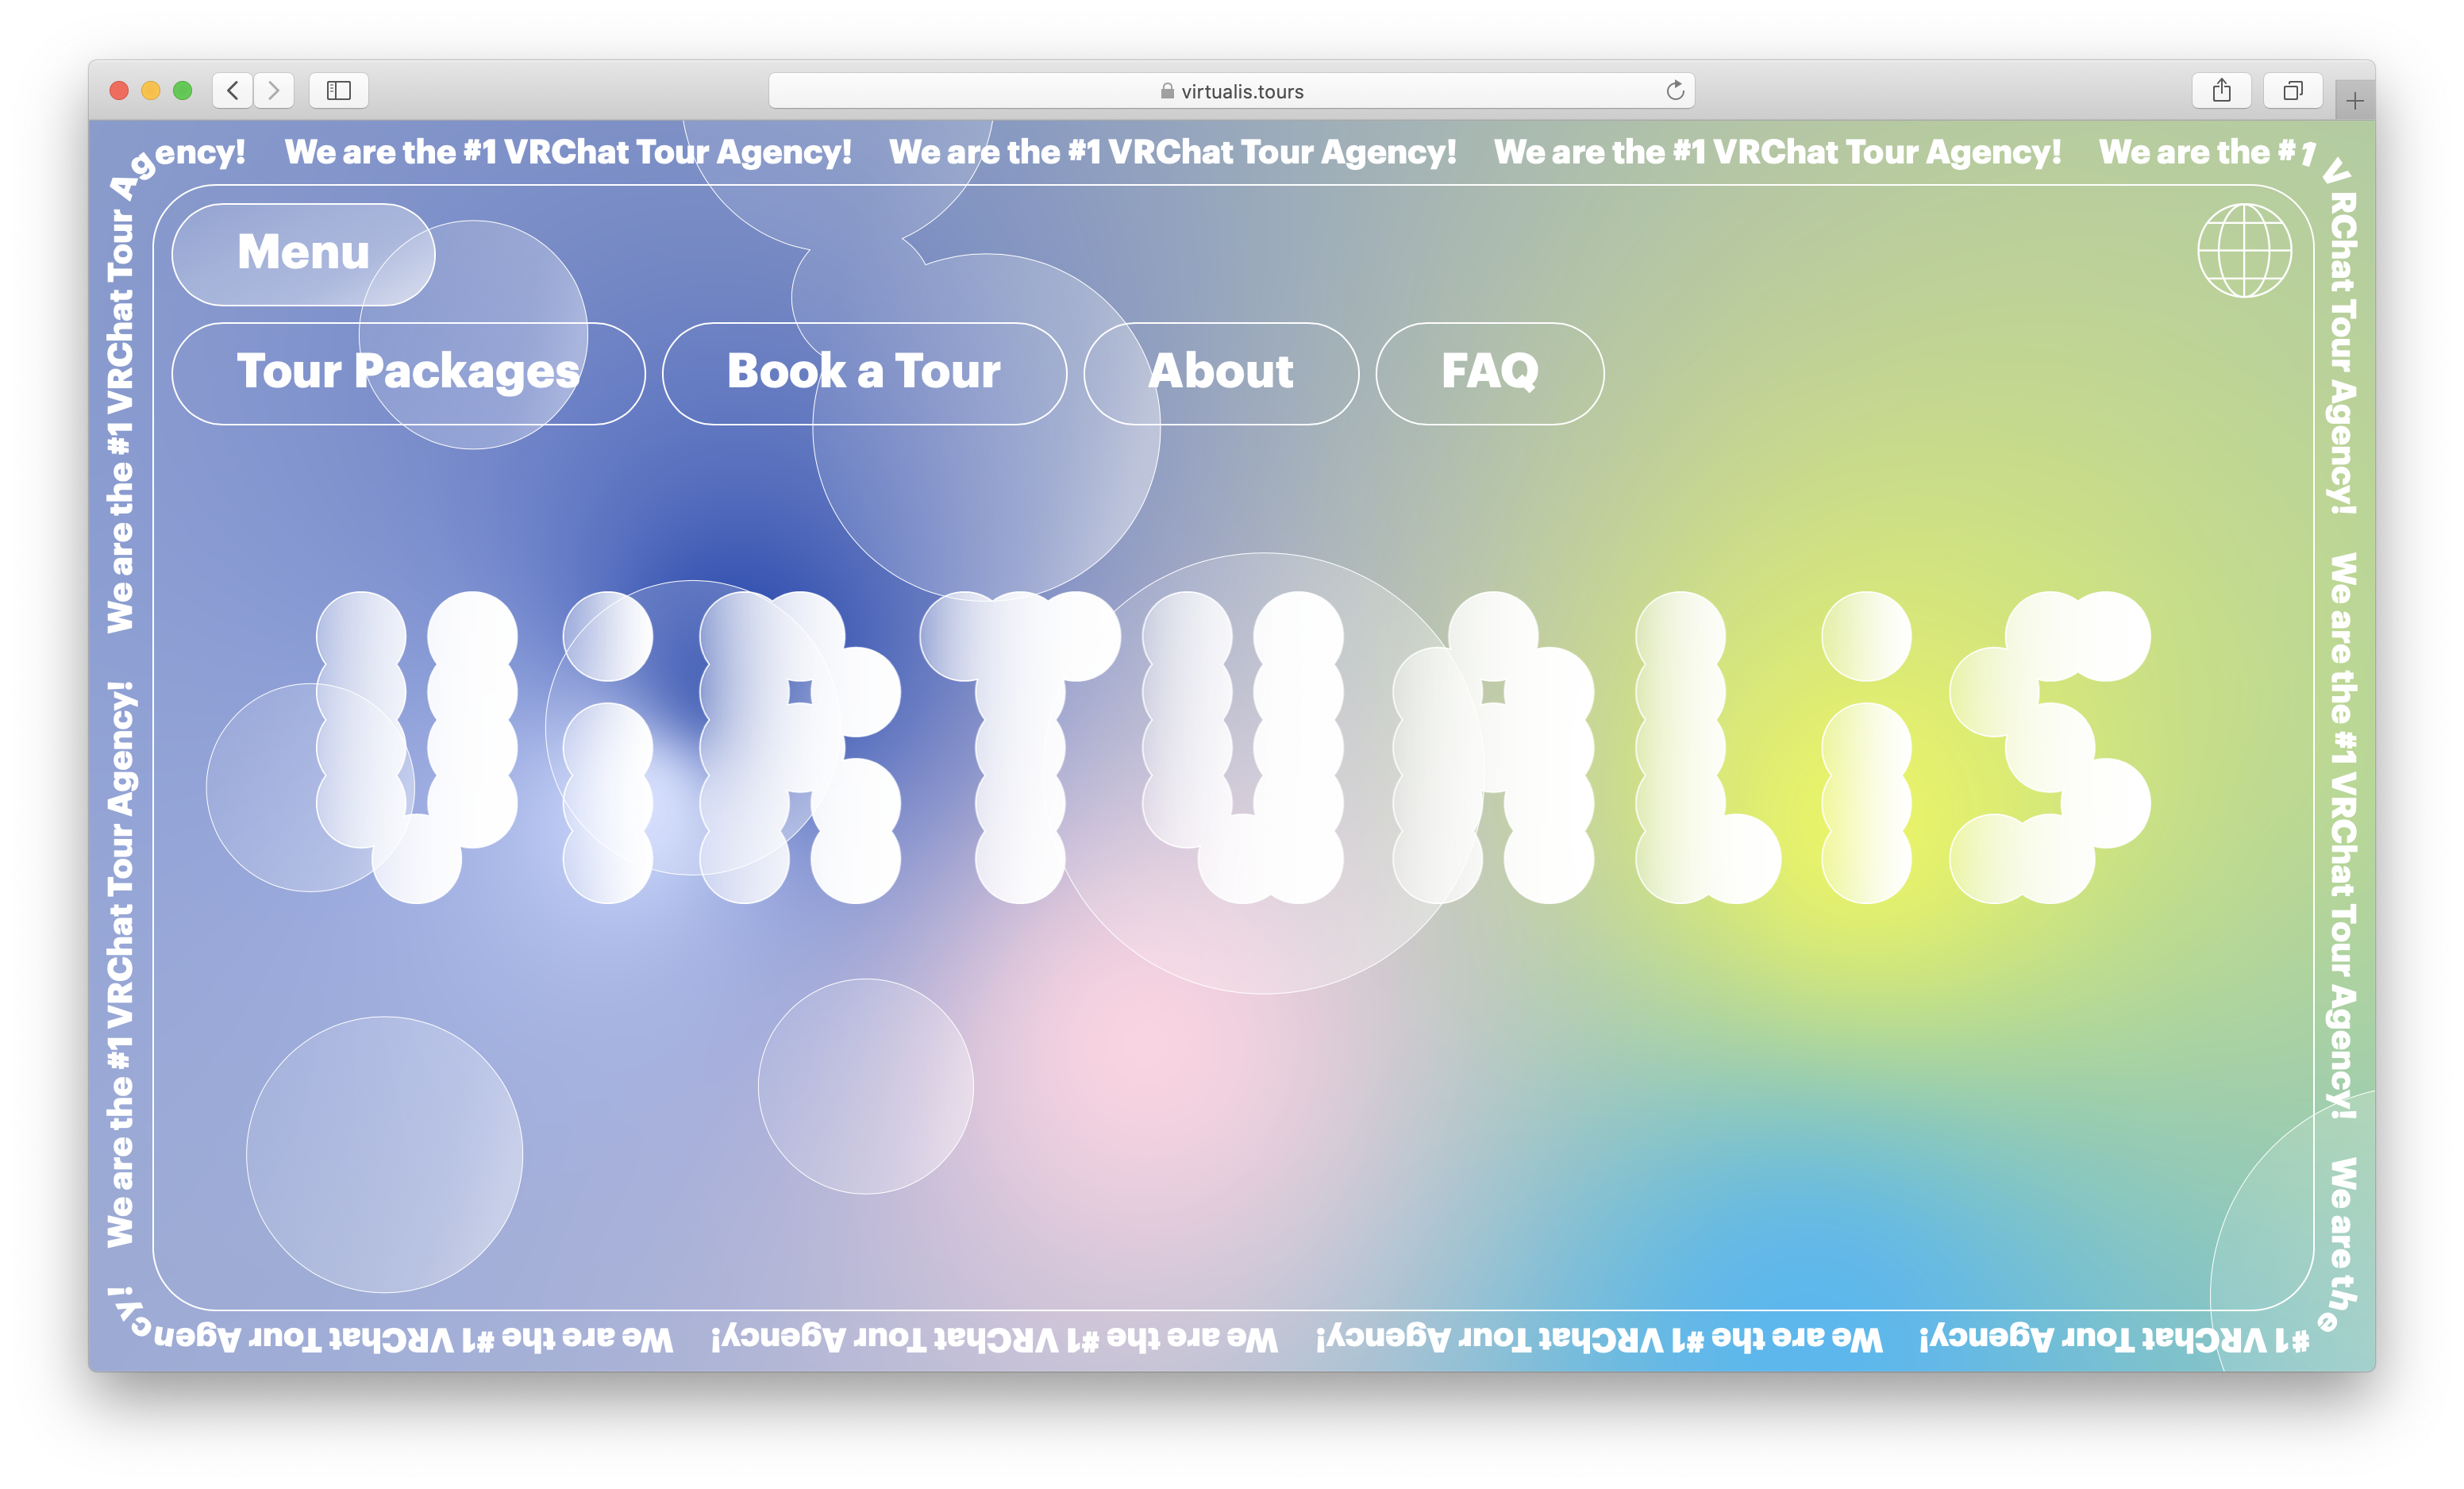 virtualis.tours
We are the #1 VRChat Tour Agency! We are the #1 VRChat Tour Agency! We are the #1 VRChat Tour Agency! We are the #1 VRChat Tour Agency! We are the #1 VRChat Tour Agency! We are the #1 VRChat Tour Agency! We are the #1 VRChat Tour Agency! We are the #1 VRChat Tour Agency! We are the #1 VRChat Tour Agency! We are the #1 VRChat Tour Agency! We are the #1 VRChat Tour Agency!
Menu
Tour Packages
Book a Tour
About
FAQ
ViRTUALiS